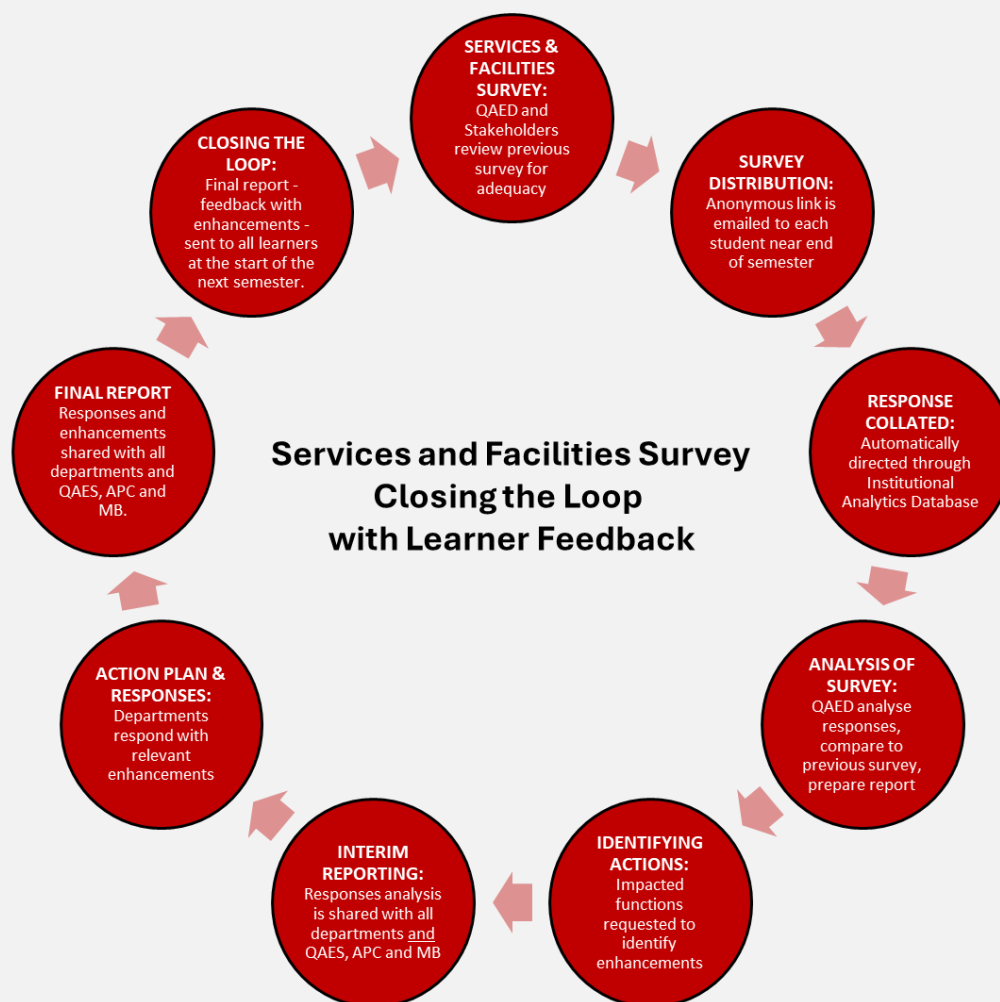 SERVICES &
FACILITIES
SURVEY:
QAED and
Stakeholders
review previous
survey for
adequacy
SURVEY
DISTRIBUTION:
Anonymous link is
emailed to each
student near end
of semester
RESPONSE
COLLATED:
Automatically
directed through
Institutional
Analytics Database
ANALYSIS OF
SURVEY:
QAED analyse
responses,
compare to
previous survey,
prepare report
IDENTIFYING
ACTIONS:
Impacted
functions
requested to
identify
enhancements
INTERIM
REPORTING:
Responses analysis
is shared with all
departments and
QAES, APC and MB
ACTION PLAN &
RESPONSES:
Departments
respond with
relevant
enhancements
FINAL REPORT
Responses and
enhancements
shared with all
departments and
QAES, APC and
MB.
CLOSING THE
LOOP:
Final report -
feedback with
enhancements -
sent to all learners
at the start of the
next semester.
Services and Facilities Survey
Closing the Loop
with Learner Feedback